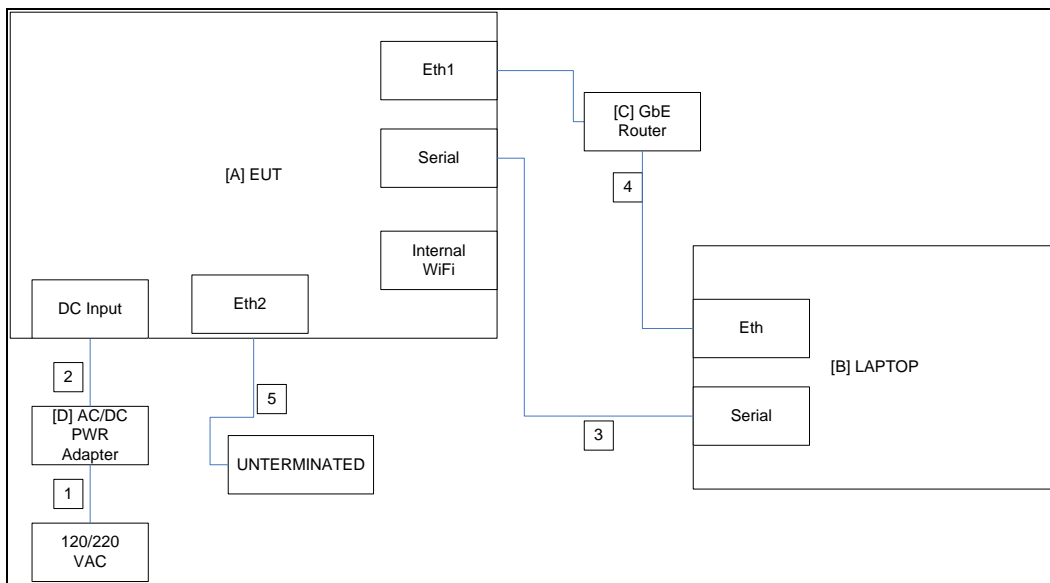 Eth1
[C] GbE
Router
Serial
[A] EUT
4
Internal
WiFi
DC Input
Eth2
Eth
[B] LAPTOP
2
5
[D] AC/DC
PWR
Adapter
Serial
3
UNTERMINATED
1
120/220
VAC